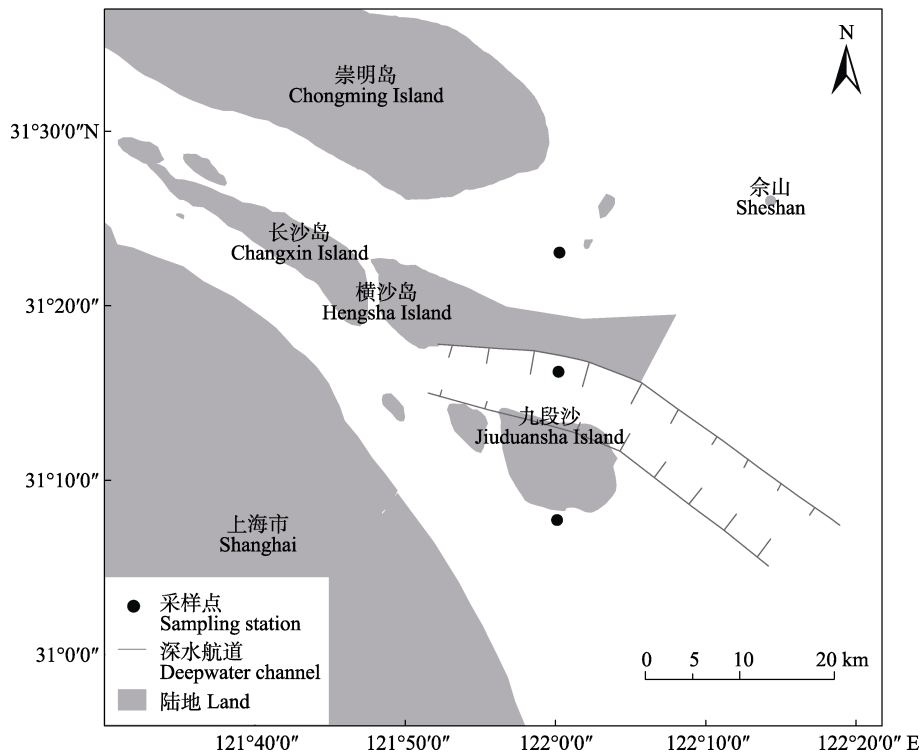 N
崇明岛
Chongming Island
31°30′0″N
佘山
Sheshan
长沙岛
Changxin Island
横沙岛
Hengsha Island
31°20′0″
九段沙
Jiuduansha Island
31°10′0″
上海市
Shanghai
采样点
Sampling station
深水航道
Deepwater channel
陆地 Land
31°0′0″
0 5 10 20 km
121°40′0″ 121°50′0″ 122°0′0″ 122°10′0″ 122°20′0″ E